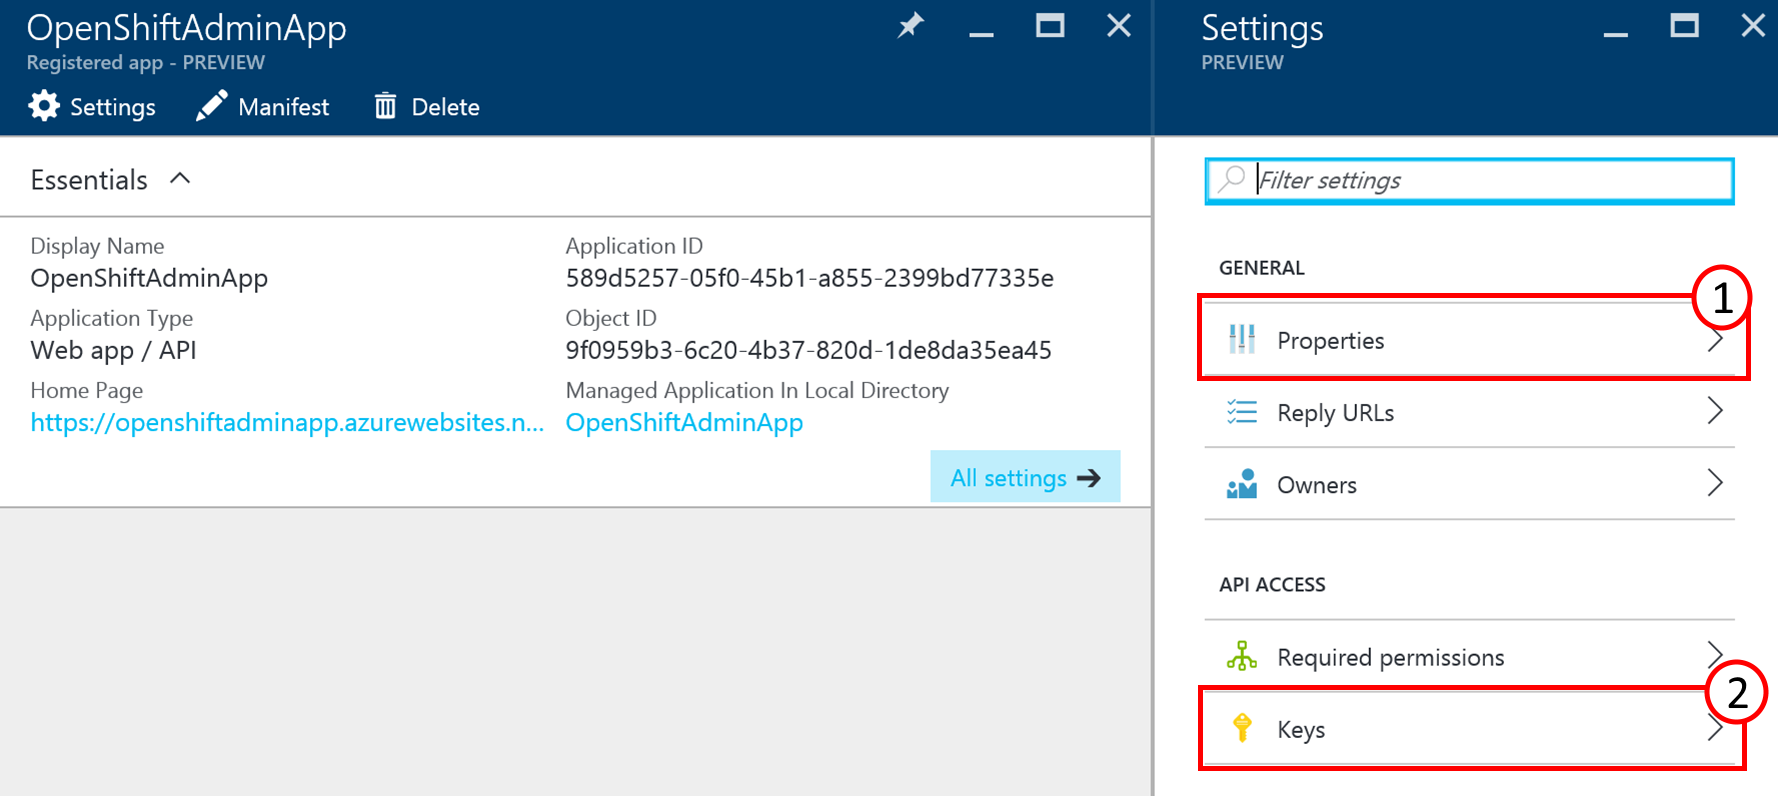 OpenShiftAdminApp
Registered app - PREVIEW
Settings Manifest Delete
Essentials
Display Name
OpenShiftAdminApp
Application Type
Web app / API
Home Page
https://openshiftadminapp.azurewebsites.n...
Application ID
589d5257-05f0-45b1-a855-2399bd77335e
Object ID
9f0959b3-6c20-4b37-820d-1de8da35ea45
Managed Application In Local Directory
OpenShiftAdminApp
All settings
Settings
PREVIEW
Filter settings
GENERAL
1
Properties
Reply URLs
Owners
API ACCESS
Required permissions
2
Keys